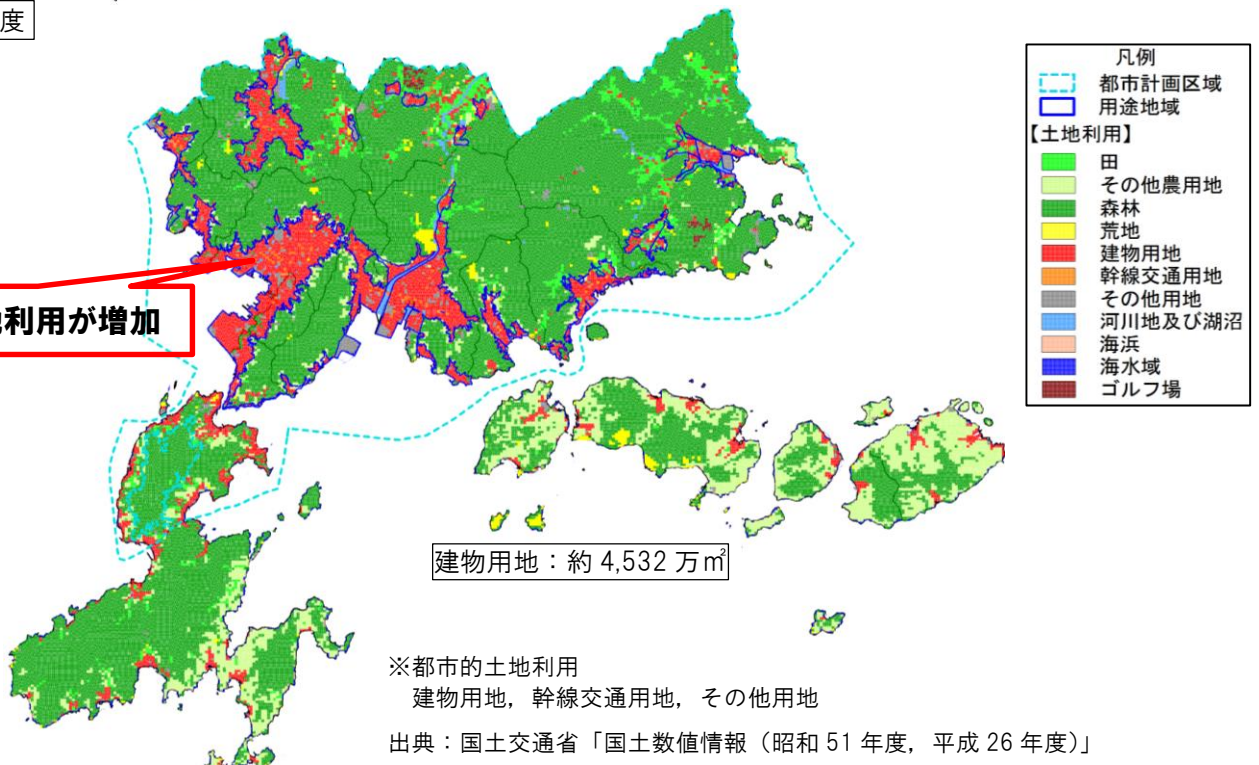 度
凡例
都市計画区域
用途地域
【土地利用】
田
その他農用地
森林
荒地
建物用地
幹線交通用地
その他用地
河川地及び湖沼
海浜
海水域
ゴルフ場
利用が増加
建物用地：約 4,532 万㎡
※都市的土地利用
建物用地，幹線交通用地，その他用地
出典：国土交通省「国土数値情報（昭和 51 年度，平成 26 年度）」